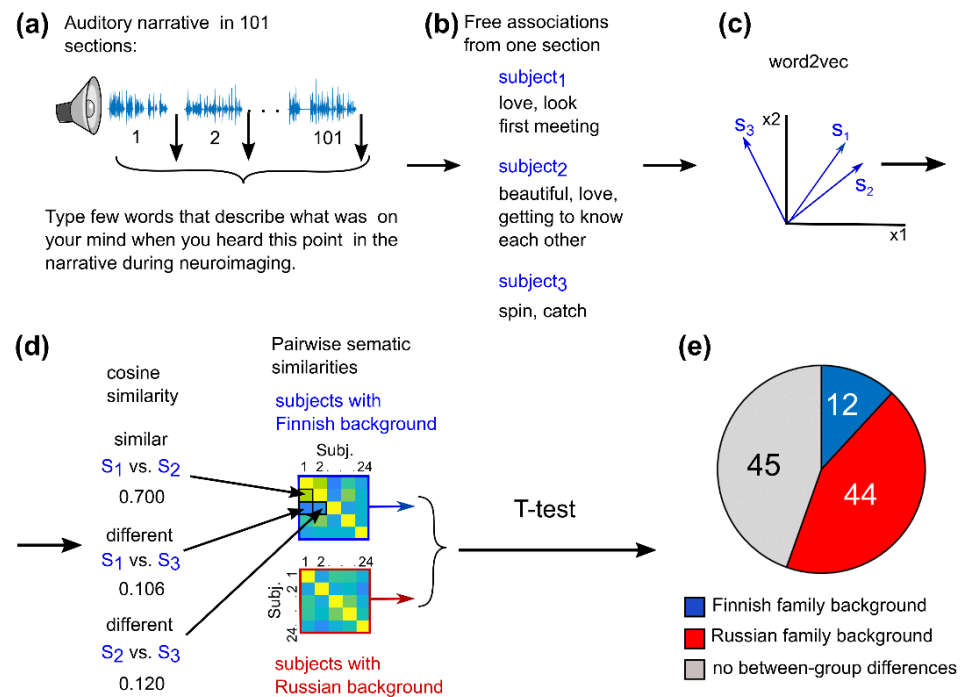 (a)
Auditory narrative in 101
sections:
1 2 . . . 101
Type few words that describe what was on
your mind when you heard this point in the
narrative during neuroimaging.
(b)
Free associations
from one section
subject1
love, look
first meeting
subject2
beautiful, love,
getting to know
each other
subject3
spin, catch
(c)
word2vec
x2
S3 S1
S2
x1
(d)
cosine
similarity
similar
S1 vs. S2
0.700
different
S1 vs. S3
0.106
different
S2 vs. S3
0.120
Pairwise sematic
similarities
subjects with
Finnish background
Subj.
1 2 . . . 24
1 2 . . . 24
Subj.
1 2 . . . 24
subjects with
Russian background
T-test
(e)
12
45
44
Finnish family background
Russian family background
no between-group differences